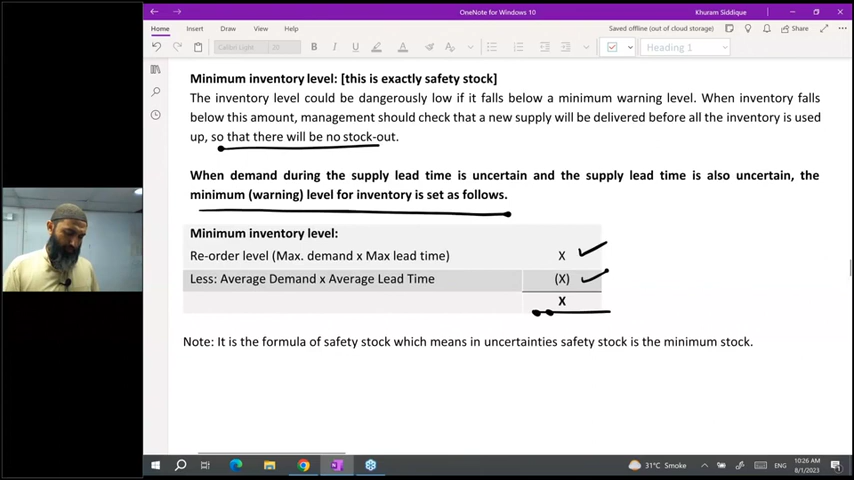 OneNote for Windows 10
Khuram Siddique
Home Insert Draw View Help
Saved offline (out of cloud storage)
Share
Calibri Light 20
B I U A
Heading 1
Minimum inventory level: [this is exactly safety stock]
The inventory level could be dangerously low if it falls below a minimum warning level. When inventory falls
below this amount, management should check that a new supply will be delivered before all the inventory is used
up, so that there will be no stock-out.
When demand during the supply lead time is uncertain and the supply lead time is also uncertain, the
minimum (warning) level for inventory is set as follows.
Minimum inventory level:
Re-order level (Max. demand x Max lead time) X
Less: Average Demand x Average Lead Time (X)
X
Note: It is the formula of safety stock which means in uncertainties safety stock is the minimum stock.
31°C Smoke
ENG
10:26 AM
8/1/2023